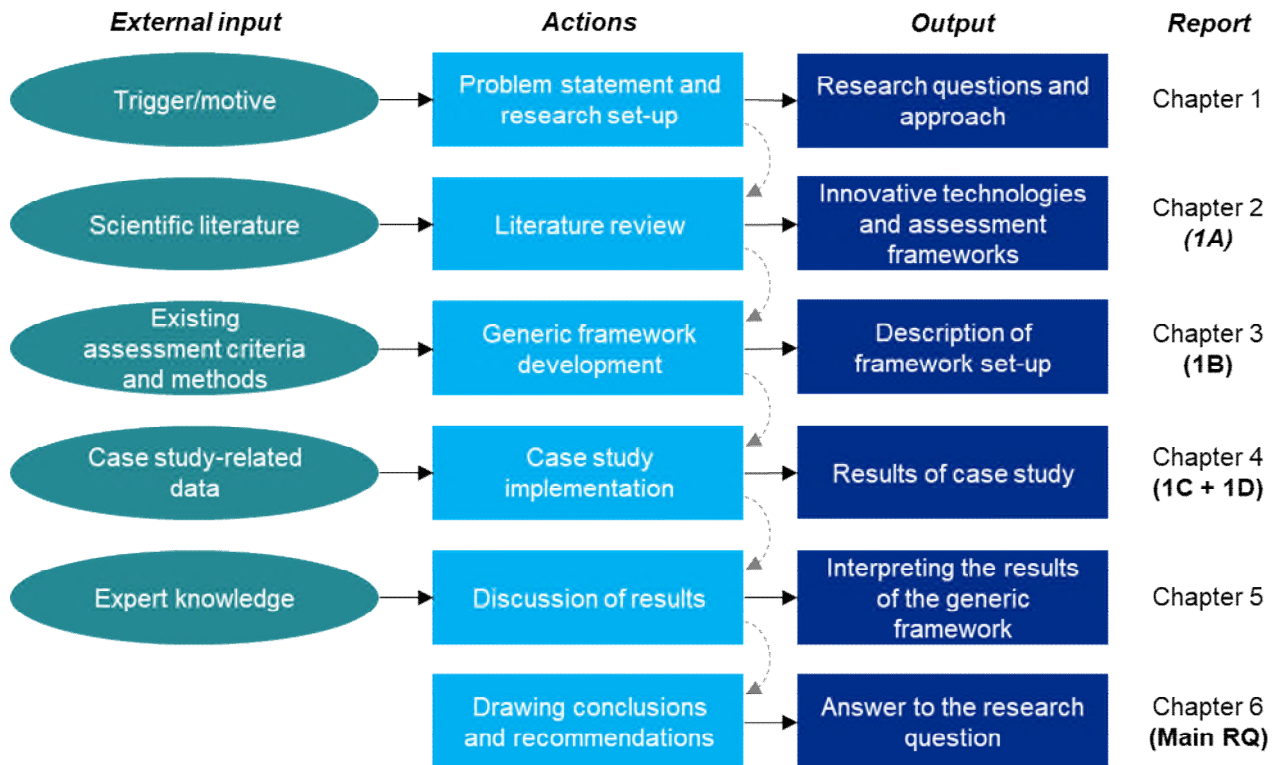 External input
Actions
Output
Report
Trigger/motive
Problem statement and
research set-up
Research questions and
approach
Chapter 1
Scientific literature
Literature review
Innovative technologies
and assessment
frameworks
Chapter 2
(1A)
Existing
assessment criteria
and methods
Generic framework
development
Description of
framework set-up
Chapter 3
(1B)
Case study-related
data
Case study
implementation
Results of case study
Chapter 4
(1C + 1D)
Expert knowledge
Discussion of results
Interpreting the results
of the generic
framework
Chapter 5
Drawing conclusions
and recommendations
Answer to the research
question
Chapter 6
(Main RQ)